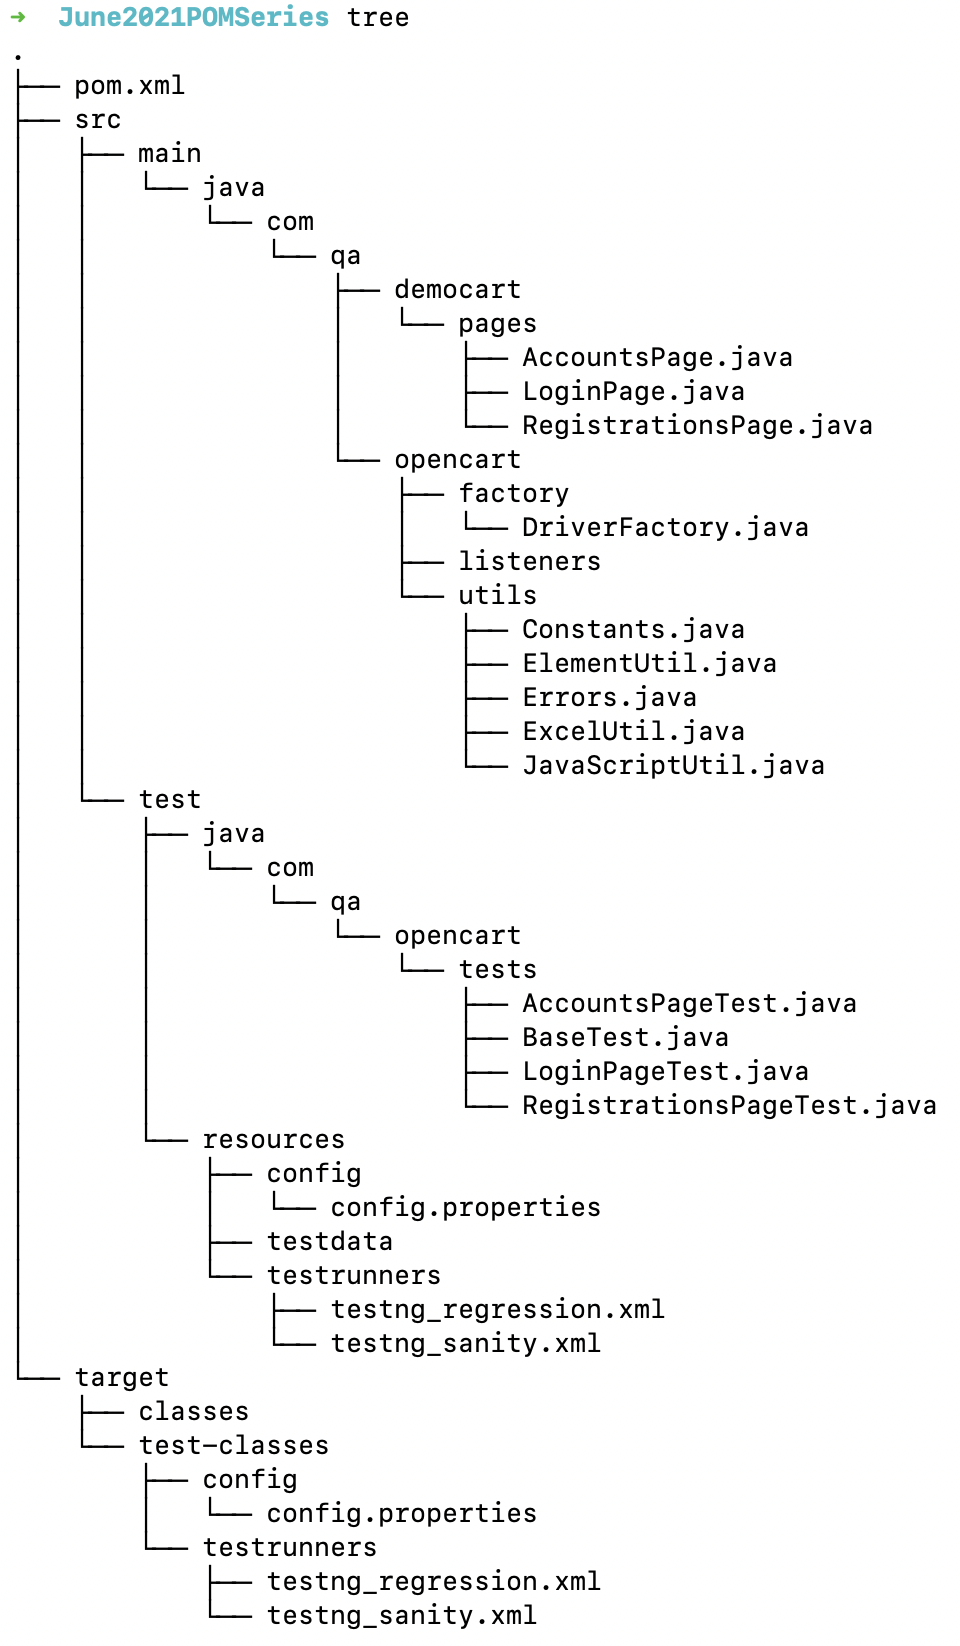 ➜  June2021POMSeries tree
.
├── pom.xml
├── src
│   ├── main
│   │   └── java
│   │       └── com
│   │           └── qa
│   │               ├── democart
│   │               │   └── pages
│   │               │       ├── AccountsPage.java
│   │               │       ├── LoginPage.java
│   │               │       └── RegistrationsPage.java
│   │               └── opencart
│   │                   ├── factory
│   │                   │   └── DriverFactory.java
│   │                   ├── listeners
│   │                   └── utils
│   │                       ├── Constants.java
│   │                       ├── ElementUtil.java
│   │                       ├── Errors.java
│   │                       ├── ExcelUtil.java
│   │                       └── JavaScriptUtil.java
│   └── test
│       ├── java
│       │   └── com
│       │       └── qa
│       │           └── opencart
│       │               └── tests
│       │                   ├── AccountsPageTest.java
│       │                   ├── BaseTest.java
│       │                   ├── LoginPageTest.java
│       │                   └── RegistrationsPageTest.java
│       └── resources
│           ├── config
│           │   └── config.properties
│           ├── testdata
│           └── testrunners
│               ├── testng_regression.xml
│               └── testng_sanity.xml
└── target
    ├── classes
    └── test-classes
        ├── config
        │   └── config.properties
        └── testrunners
            ├── testng_regression.xml
            └── testng_sanity.xml